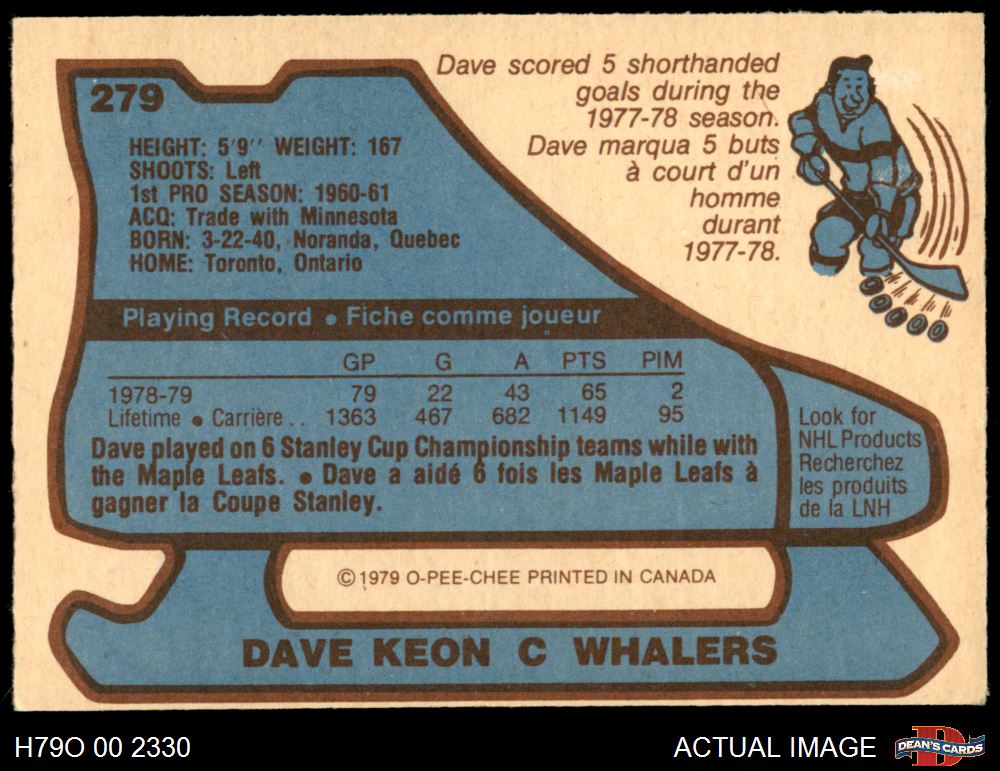 279
HEIGHT: 5'9'' WEIGHT: 167
SHOOTS: Left
1st PRO SEASON: 1960-61
ACQ: Trade with Minnesota
BORN: 3-22-40, Noranda, Quebec
HOME: Toronto, Ontario
Dave scored 5 shorthanded
goals during the
1977-78 season.
Dave marqua 5 buts
à court d'un
homme
durant
1977-78.
Playing Record • Fiche comme joueur
GP G A PTS PIM
1978-79 79 22 43 65 2
Lifetime • Carrière .. 1363 467 682 1149 95
Dave played on 6 Stanley Cup Championship teams while with
the Maple Leafs. • Dave a aidé 6 fois les Maple Leafs à
gagner la Coupe Stanley.
Look for
NHL Products
Recherchez
les produits
de la LNH
© 1979 O-PEE-CHEE PRINTED IN CANADA
DAVE KEON C WHALERS
H79O 00 2330
ACTUAL IMAGE
D
DEAN'S CARDS